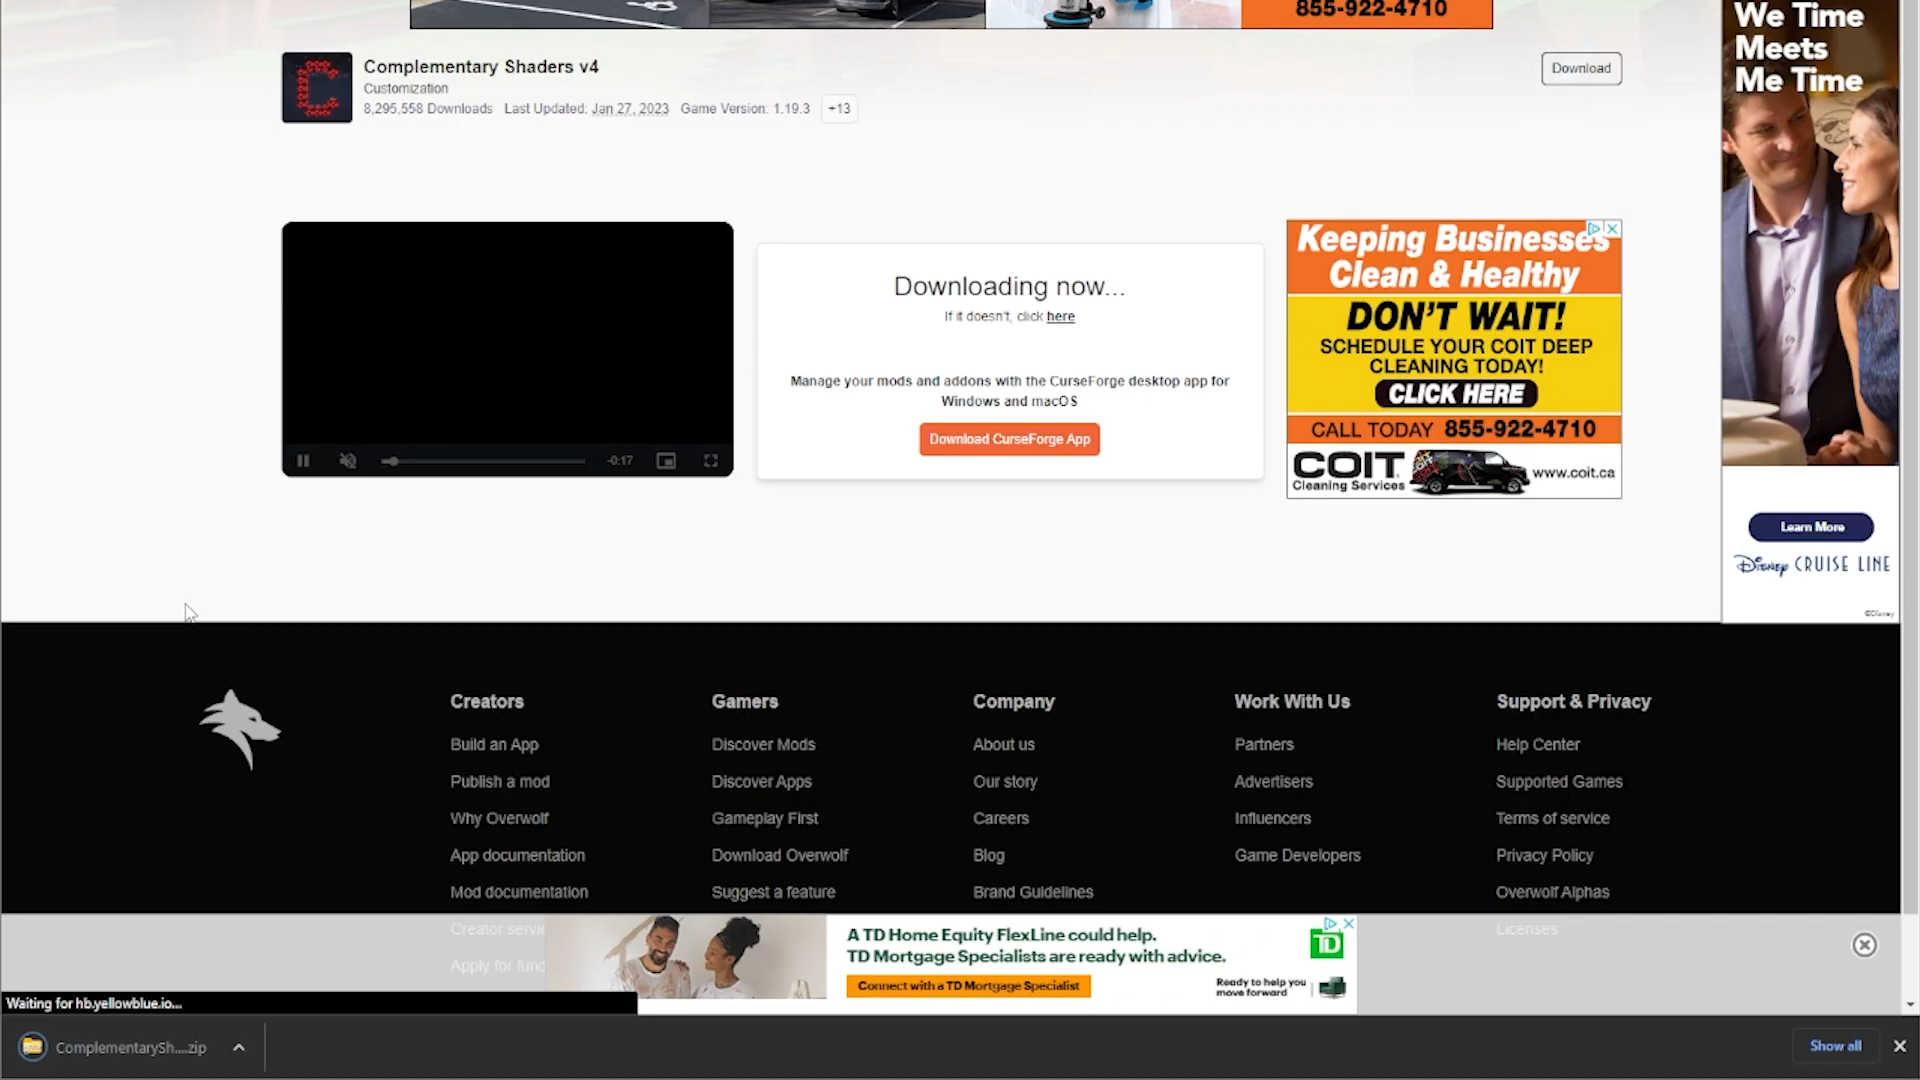 855-922-4710
We Time
Meets
Me Time
Complementary Shaders v4
Customization
8,295,558 Downloads Last Updated: Jan 27, 2023 Game Version: 1.19.3 +13
Download
Downloading now...
If it doesn't, click here
Manage your mods and addons with the CurseForge desktop app for
Windows and macOS
Download CurseForge App
-0:17
Keeping Businesses
Clean & Healthy
DON'T WAIT!
SCHEDULE YOUR COIT DEEP
CLEANING TODAY!
CLICK HERE
CALL TODAY 855-922-4710
COIT
Cleaning Services
www.coit.ca
Learn More
Disney CRUISE LINE
©Disney
Creators
Build an App
Publish a mod
Why Overwolf
App documentation
Mod documentation
Creator servic
Apply for func
Gamers
Discover Mods
Discover Apps
Gameplay First
Download Overwolf
Suggest a feature
Company
About us
Our story
Careers
Blog
Brand Guidelines
Work With Us
Partners
Advertisers
Influencers
Game Developers
Support & Privacy
Help Center
Supported Games
Terms of service
Privacy Policy
Overwolf Alphas
Licenses
A TD Home Equity FlexLine could help.
TD Mortgage Specialists are ready with advice.
Connect with a TD Mortgage Specialist
TD
Ready to help you
move forward
Waiting for hb.yellowblue.io...
ComplementarySh....zip
Show all